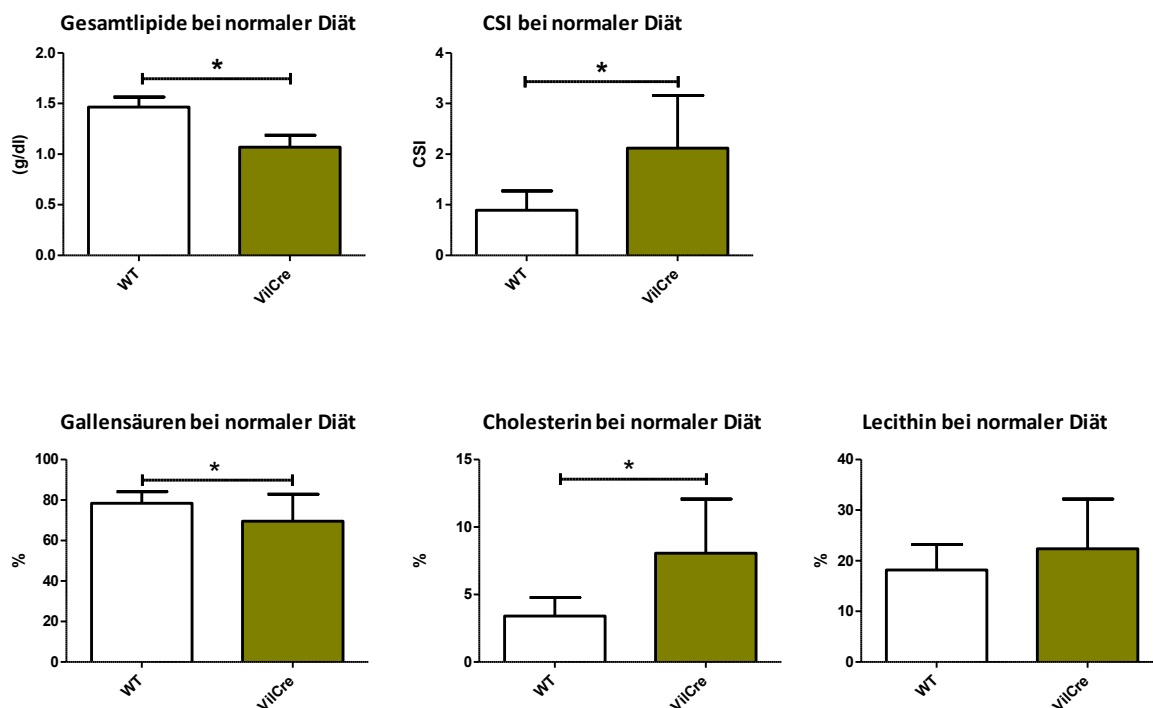 Gesamtlipide bei normaler Diät
2.0
1.5
1.0
0.5
0.0
(g/dl)
*
WT
VilCre
CSI bei normaler Diät
4
3
2
1
0
CSI
*
WT
VilCre
Gallensäuren bei normaler Diät
100
80
60
40
20
0
%
*
WT
VilCre
Cholesterin bei normaler Diät
15
10
5
0
%
*
WT
VilCre
Lecithin bei normaler Diät
40
30
20
10
0
%
WT
VilCre